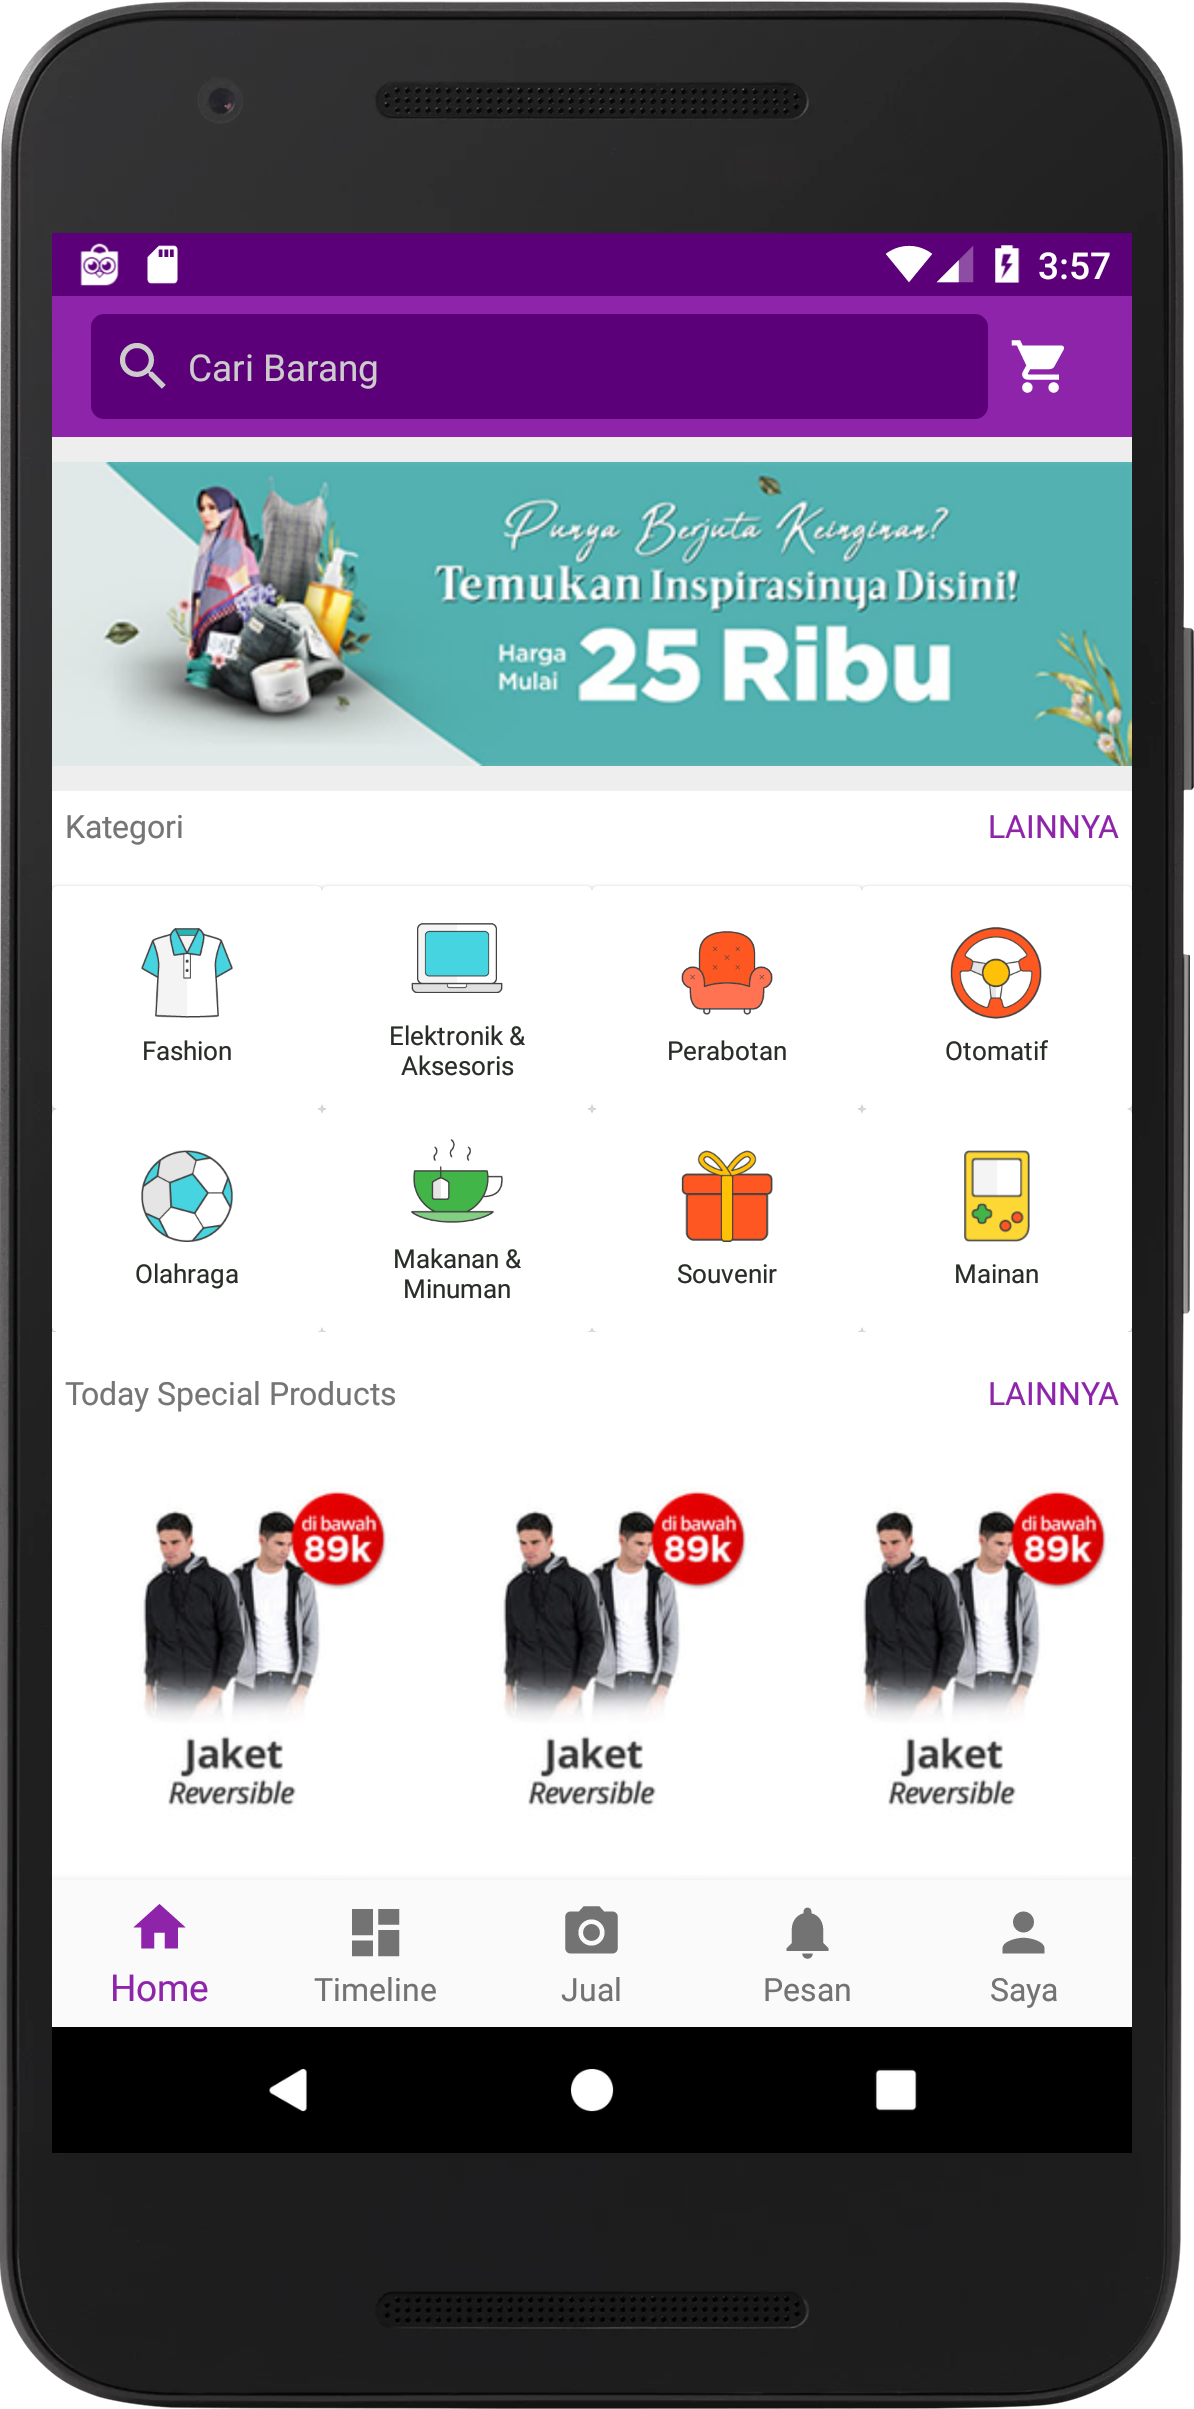 3:57
Cari Barang
Punya Berjuta Keinginan?
Temukan Inspirasinya Disini!
Harga Mulai 25 Ribu
Kategori LAINNYA
Fashion
Elektronik &
Aksesoris
Perabotan
Otomatif
Olahraga
Makanan &
Minuman
Souvenir
Mainan
Today Special Products LAINNYA
di bawah
89k
Jaket
Reversible
di bawah
89k
Jaket
Reversible
di bawah
89k
Jaket
Reversible
Home Timeline Jual Pesan Saya